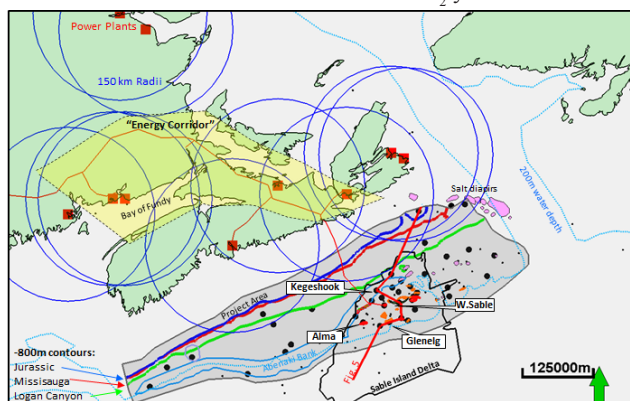 Power Plants
150 km Radii
"Energy Corridor"
Bay of Fundy
Salt diapirs
200m water depth
Kegeshook
Project Area
W.Sable
Alma
Glenelg
Abenaki Bank
Fig. 5
Sable Island Delta
-800m contours:
Jurassic
Missisauga
Logan Canyon
125000m